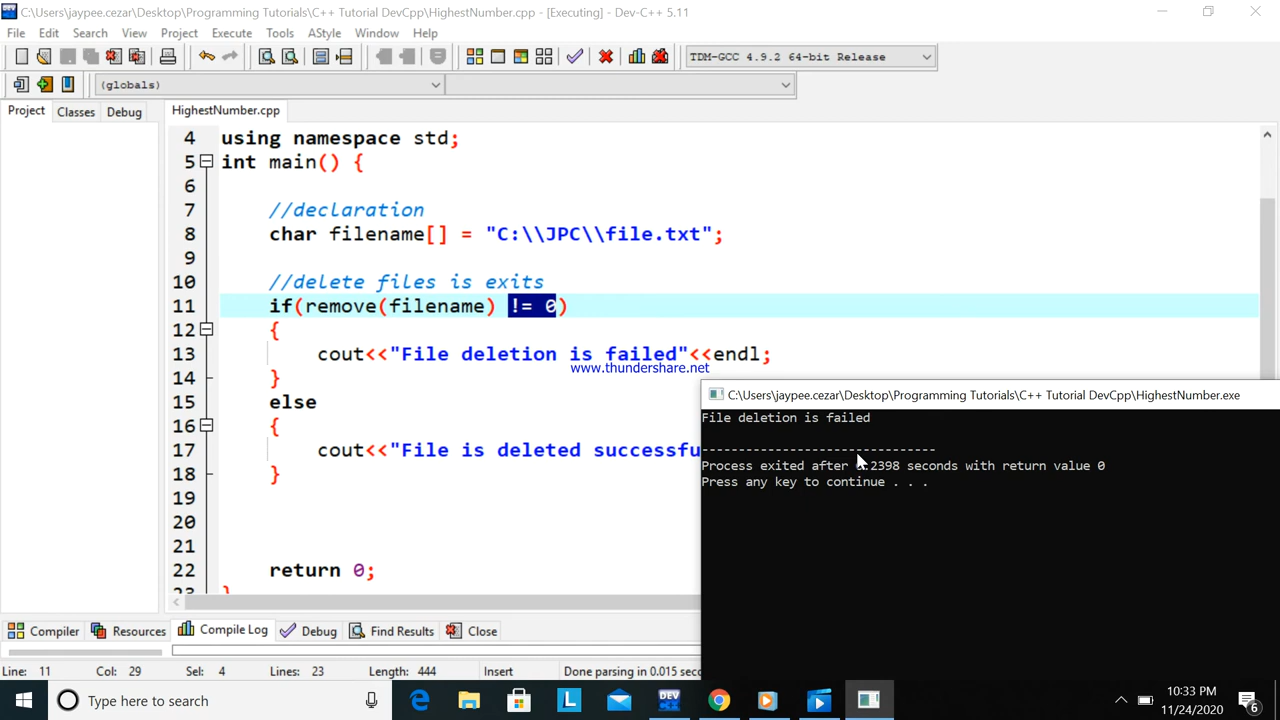 C:\Users\jaypee.cezar\Desktop\Programming Tutorials\C++ Tutorial DevCpp\HighestNumber.cpp - [Executing] - Dev-C++ 5.11
File Edit Search View Project Execute Tools AStyle Window Help
TDM-GCC 4.9.2 64-bit Release
(globals)
Project Classes Debug HighestNumber.cpp
4 using namespace std;
5 int main() {
6
7 //declaration
8 char filename[] = "C:\\JPC\\file.txt";
9
10 //delete files is exits
11 if(remove(filename) != 0)
12 {
13 cout<<"File deletion is failed"<<endl;
www.thundershare.net
14 }
15 else
16 {
17 cout<<"File is deleted successfu
18 }
19
20
21
22 return 0;
23 }
C:\Users\jaypee.cezar\Desktop\Programming Tutorials\C++ Tutorial DevCpp\HighestNumber.exe
File deletion is failed
--------------------------------
Process exited after .2398 seconds with return value 0
Press any key to continue . . .
Compiler Resources Compile Log Debug Find Results Close
Line: 11 Col: 29 Sel: 4 Lines: 23 Length: 444 Insert Done parsing in 0.015 sec
Type here to search
DEV
L
10:33 PM
11/24/2020
6